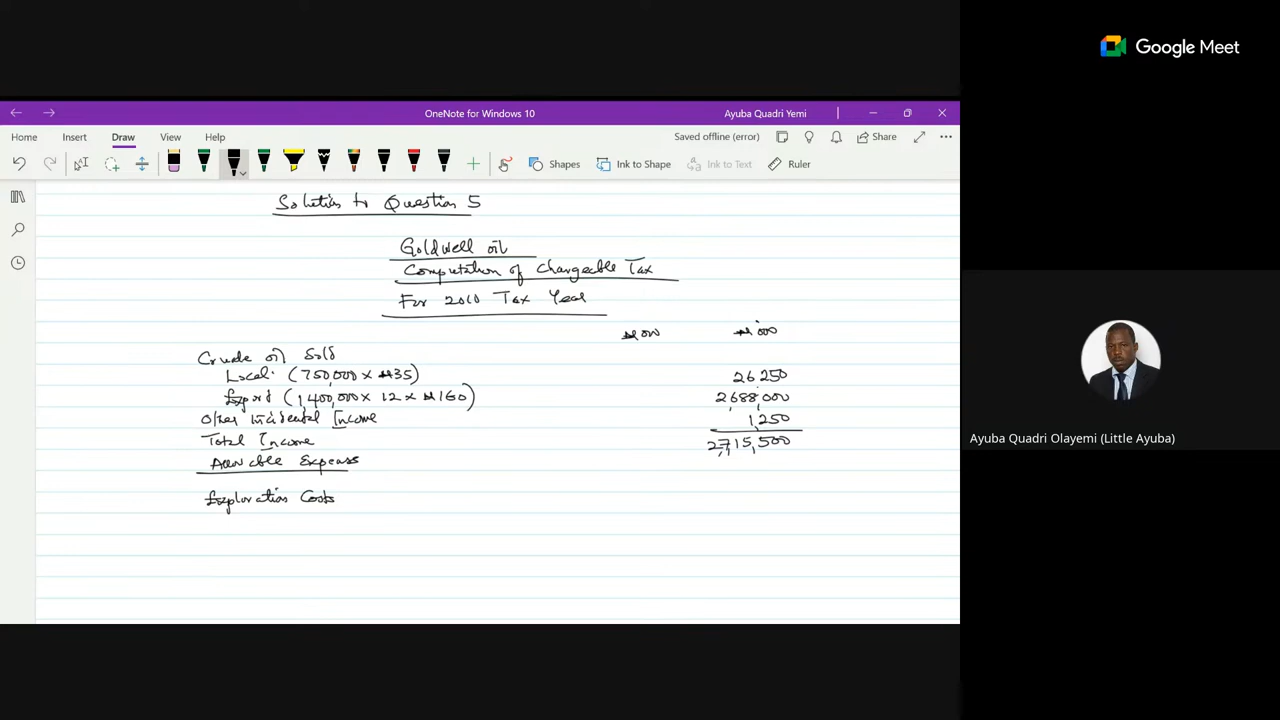 Google Meet
OneNote for Windows 10
Ayuba Quadri Yemi
Home Insert Draw View Help
Saved offline (error)
Share
Shapes
Ink to Shape
Ink to Text
Ruler
Solution to Question 5
Goldwell oil
Computation of Chargeable Tax
For 2010 Tax Year
₦'000 ₦'000
Crude oil Sold
Local (750,000 × ₦35) 26,250
Export (1,400,000 × 12 × ₦160) 2,688,000
Other Incidental Income 1,250
Total Income 2,715,500
Allowable Expenses
Exploration Costs
Ayuba Quadri Olayemi (Little Ayuba)